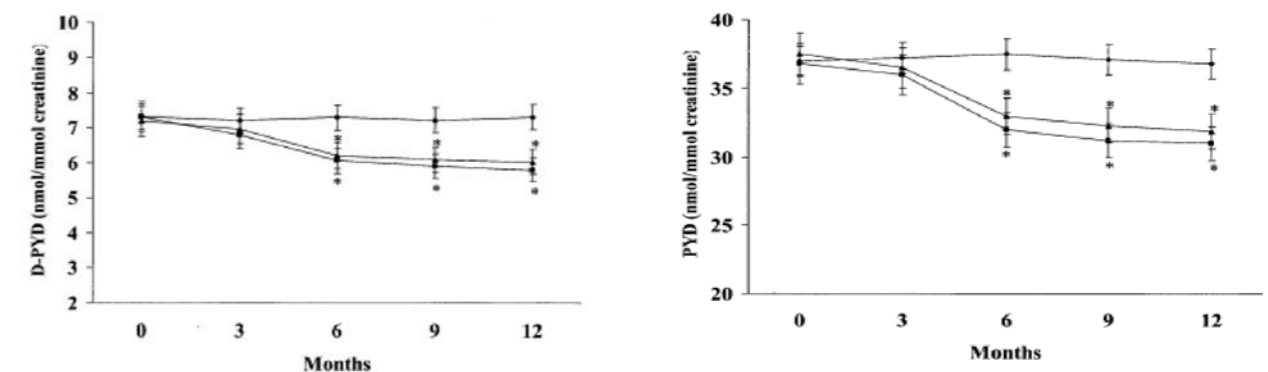 D-PYD (nmol/mmol creatinine)
10
9
8
7
6
5
4
3
2
* * *
* * *
0 3 6 9 12
Months
PYD (nmol/mmol creatinine)
40
35
30
25
20
* * *
* * *
0 3 6 9 12
Months